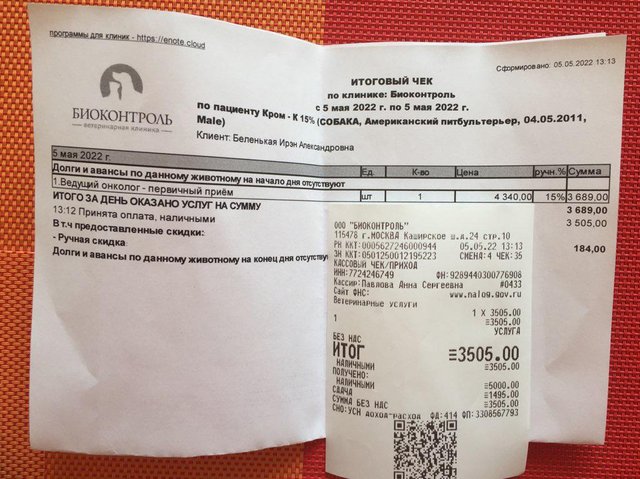 программы для клиник - https://enote.cloud
Сформировано: 05.05.2022 13:13
БИОКОНТРОЛЬ
ветеринарная клиника
ИТОГОВЫЙ ЧЕК
по клинике: Биоконтроль
с 5 мая 2022 г. по 5 мая 2022 г.
по пациенту Кром - К 15% (СОБАКА, Американский питбультерьер, 04.05.2011,
Male)
Клиент: Беленькая Ирэн Александровна
5 мая 2022 г. Ед. К-во Цена ручн.% Сумма
Долги и авансы по данному животному на начало дня отсутствуют
1.Ведущий онколог - первичный приём шт 1 4 340,00 15% 3 689,00
ИТОГО ЗА ДЕНЬ ОКАЗАНО УСЛУГ НА СУММУ 3 689,00
13:12 Принята оплата, наличными 3 505,00
В т.ч предоставленные скидки:
- Ручная скидка 184,00
Долги и авансы по данному животному на конец дня отсутствуют
ООО "БИОКОНТРОЛЬ"
115478 г.МОСКВА Каширское ш.д.24 стр.10
РН ККТ:0005627246000944 05.05.22 13:13
ЗН ККТ:0501250012195223 СМЕНА:4 ЧЕК:35
КАССОВЫЙ ЧЕК/ПРИХОД
ИНН:7724246749 ФН:9289440300776908
Кассир:Павлова Анна Сергеевна #0433
Сайт ФНС: www.nalog.gov.ru
Ветеринарные услуги
1 X 3505.00
1 ≡3505.00
УСЛУГА
БЕЗ НДС
ИТОГ ≡3505.00
НАЛИЧНЫМИ ≡3505.00
ПОЛУЧЕНО:
НАЛИЧНЫМИ ≡5000.00
СДАЧА ≡1495.00
СУММА БЕЗ НДС ≡3505.00
СНО:УСН доход-расход ФД:414 ФП:3308567793